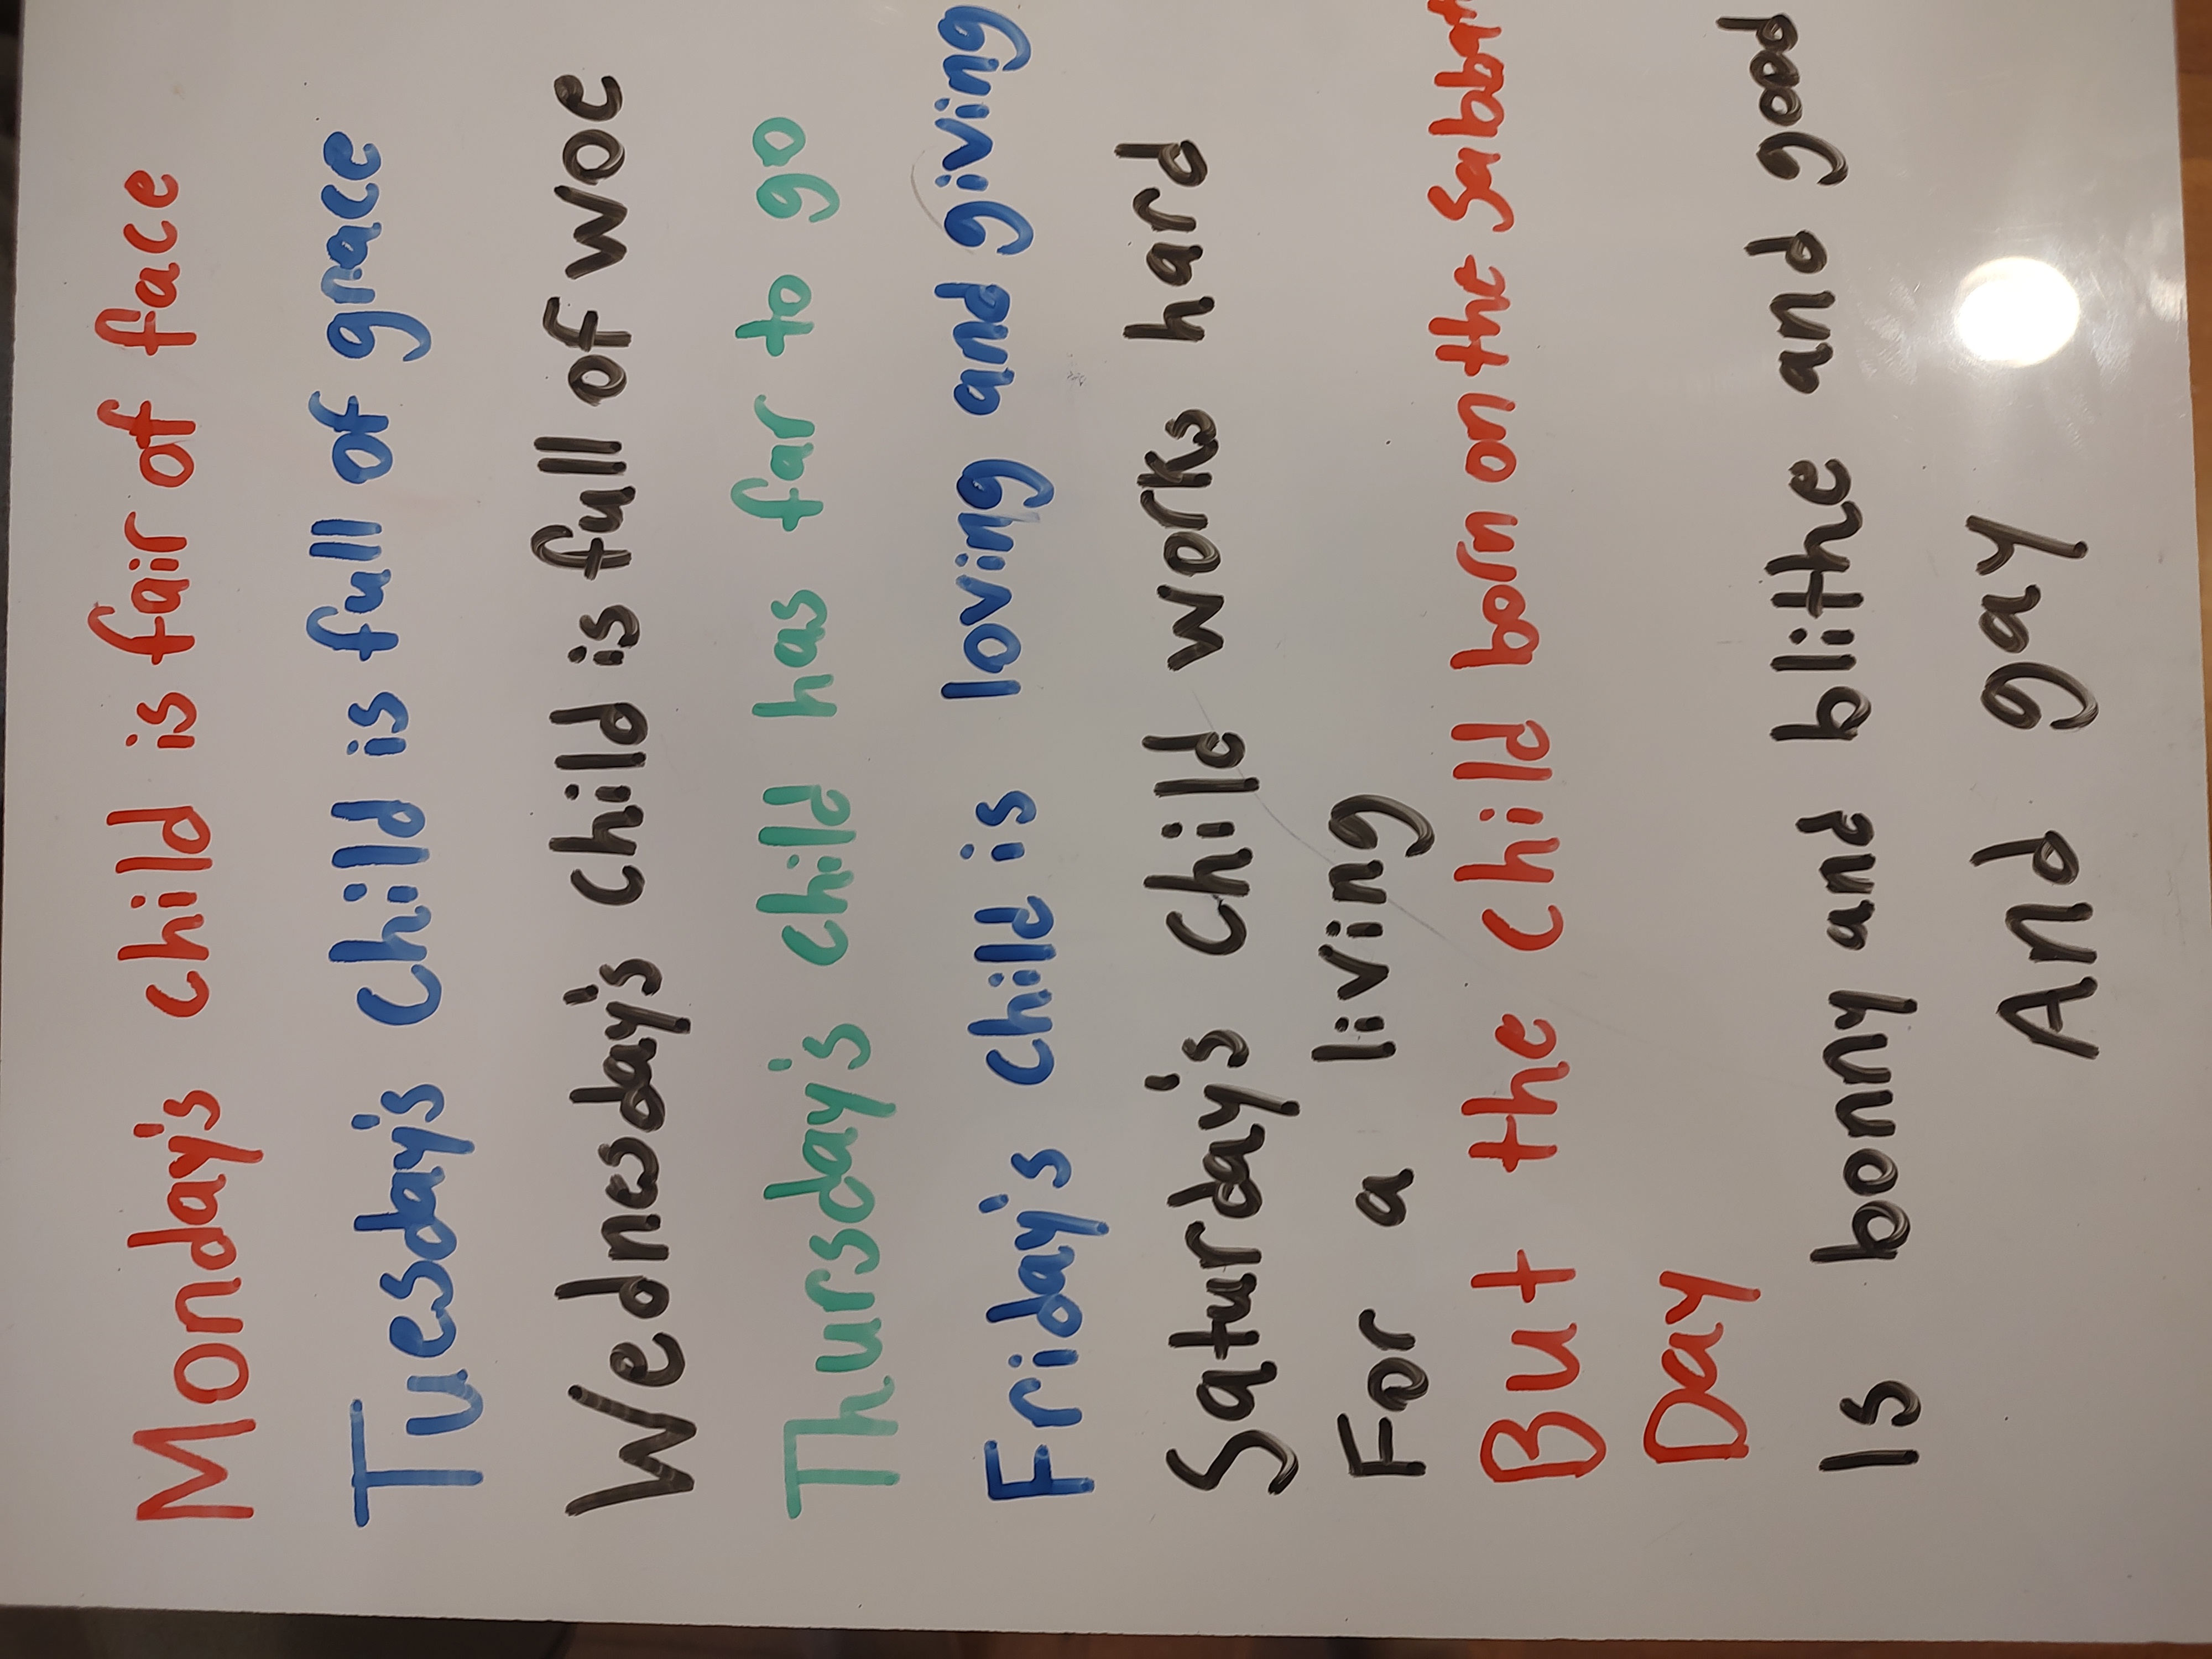 Monday's child is fair of face
Tuesday's child is full of grace
Wednesday's child is full of woe
Thursday's child has far to go
Friday's child is loving and giving
Saturday's child works hard
For a living
But the child born on the Sabbat
Day
Is bonny and blithe and good
And gay